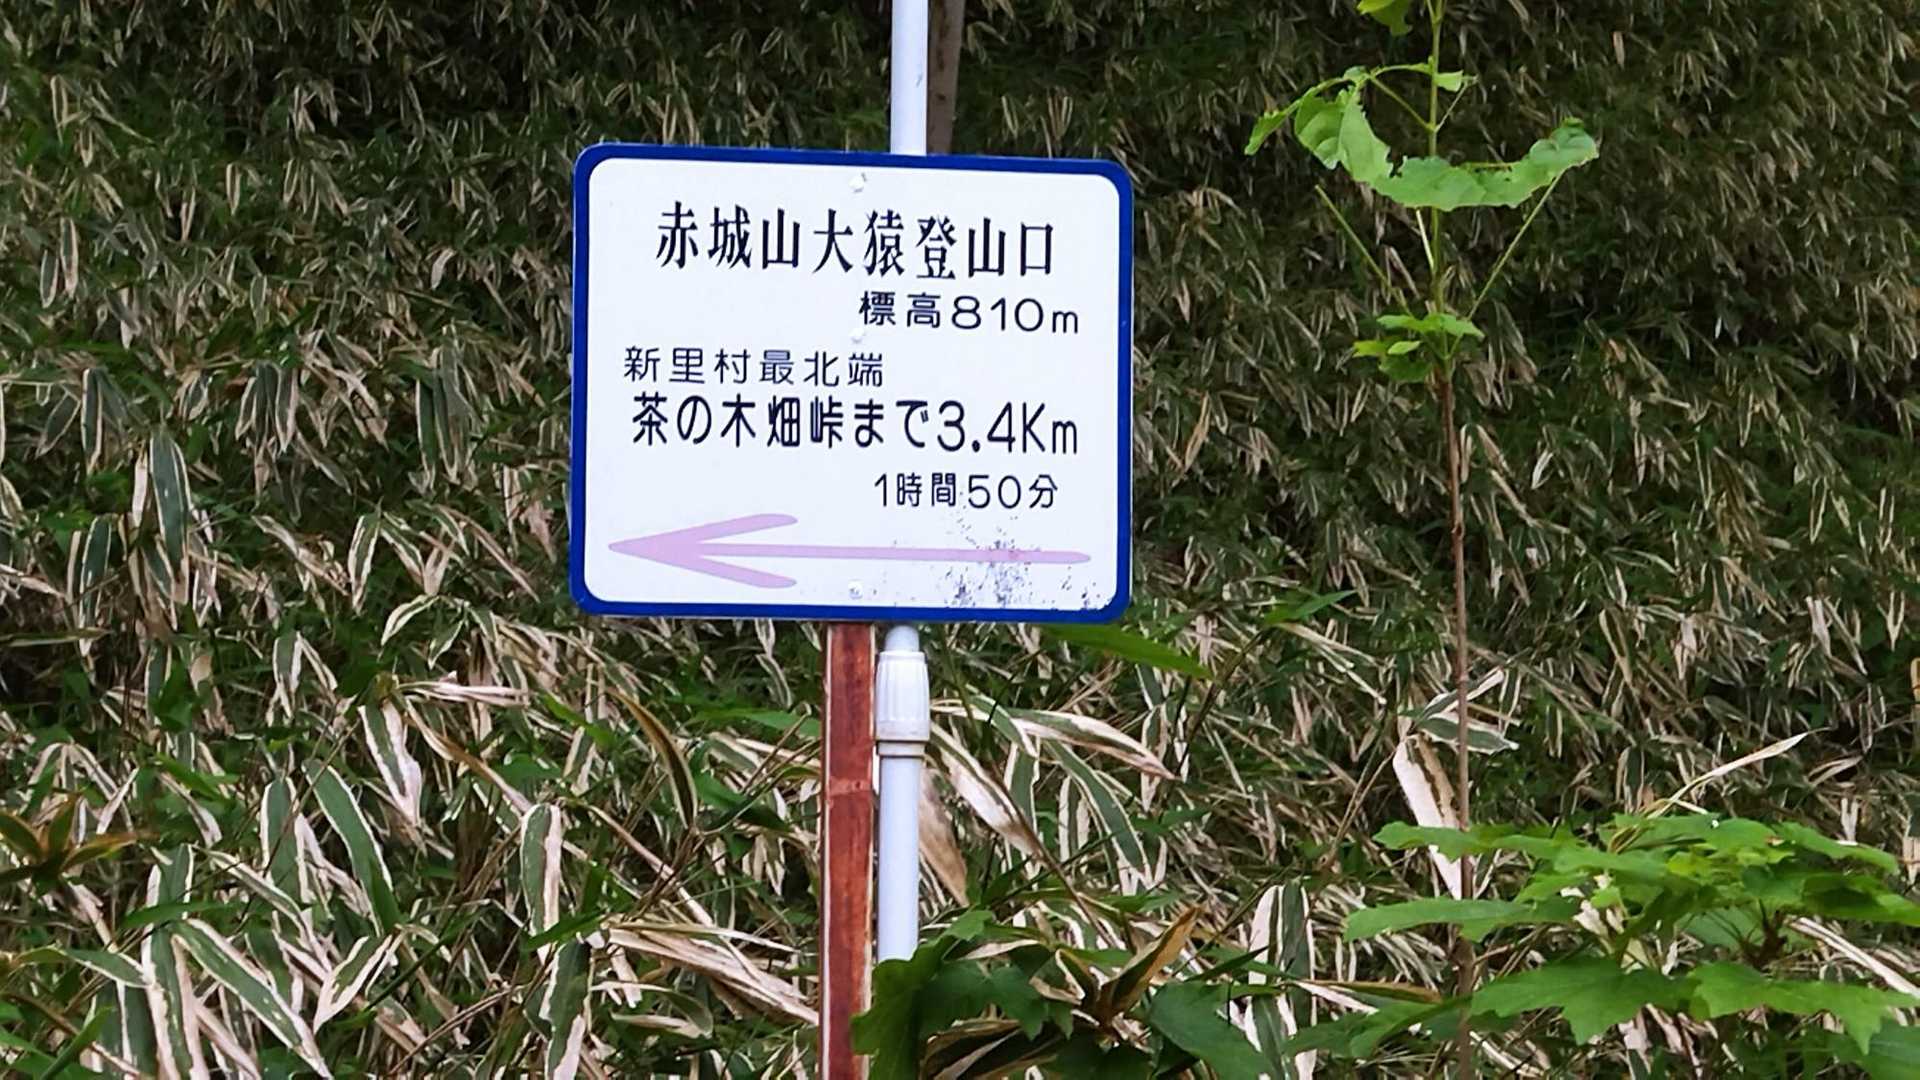 赤城山大猿登山口
標高810m
新里村最北端
茶の木畑峠まで3.4Km
1時間50分